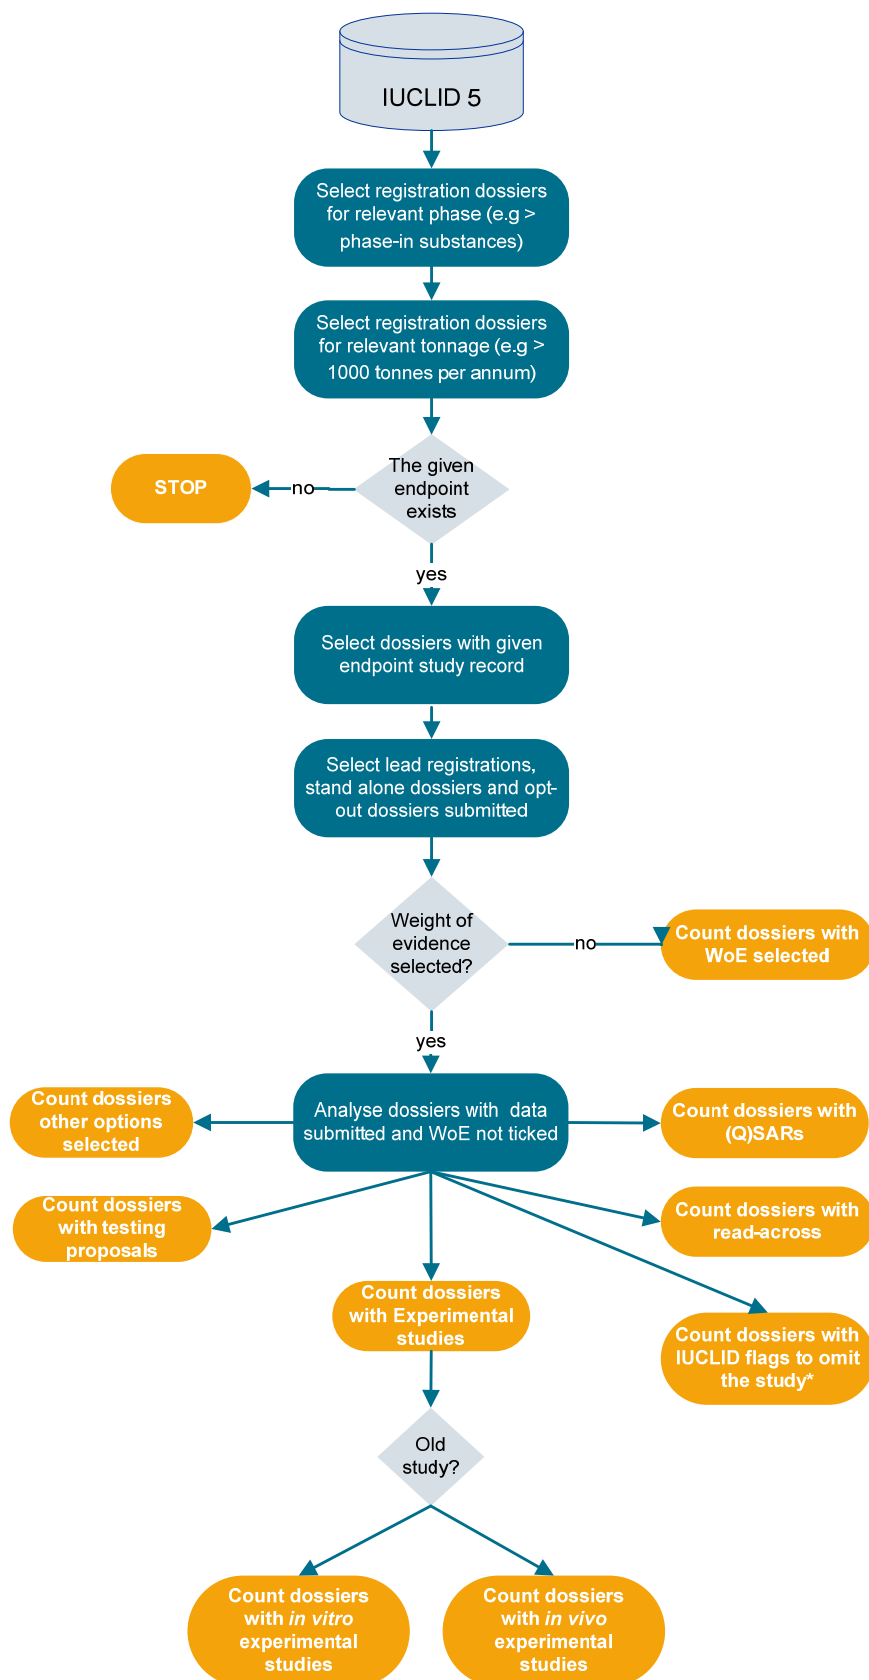 IUCLID 5
Select registration dossiers
for relevant phase (e.g >
phase-in substances)
Select registration dossiers
for relevant tonnage (e.g >
1000 tonnes per annum)
The given
endpoint
exists
no
STOP
yes
Select dossiers with given
endpoint study record
Select lead registrations,
stand alone dossiers and opt-
out dossiers submitted
Weight of
evidence
selected?
no
Count dossiers with
WoE selected
yes
Count dossiers
other options
selected
Analyse dossiers with data
submitted and WoE not ticked
Count dossiers with
(Q)SARs
Count dossiers
with testing
proposals
Count dossiers with
read-across
Count dossiers
with Experimental
studies
Count dossiers with
IUCLID flags to omit
the study*
Old
study?
Count dossiers
with in vitro
experimental
studies
Count dossiers
with in vivo
experimental
studies